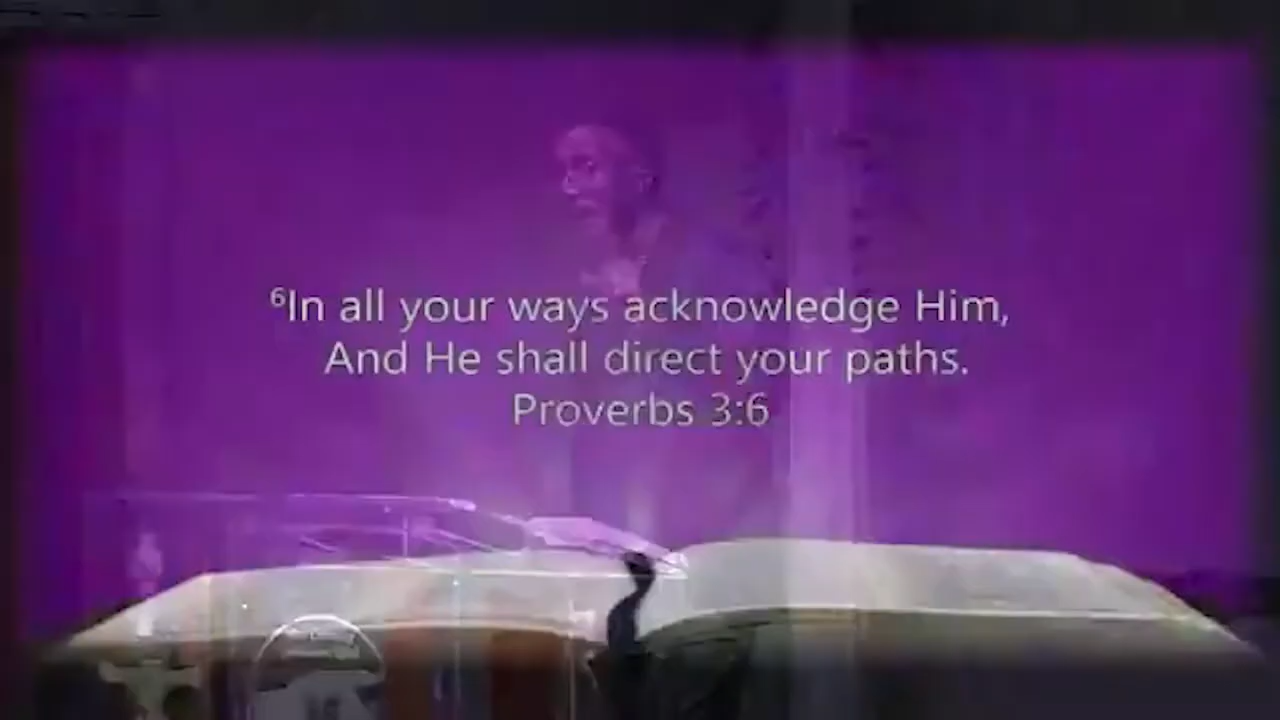 ⁶In all your ways acknowledge Him,
And He shall direct your paths.
Proverbs 3:6